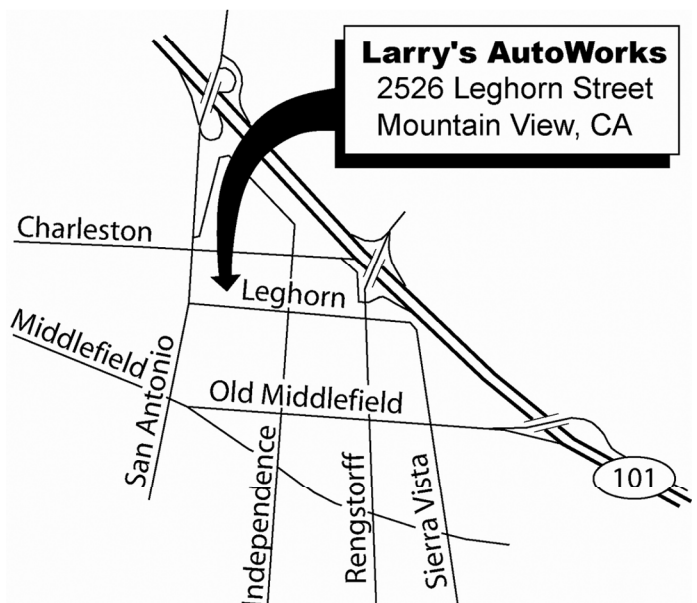 Larry's AutoWorks
2526 Leghorn Street
Mountain View, CA
Charleston
Leghorn
Middlefield
San Antonio
Old Middlefield
Independence
Rengstorff
Sierra Vista
101